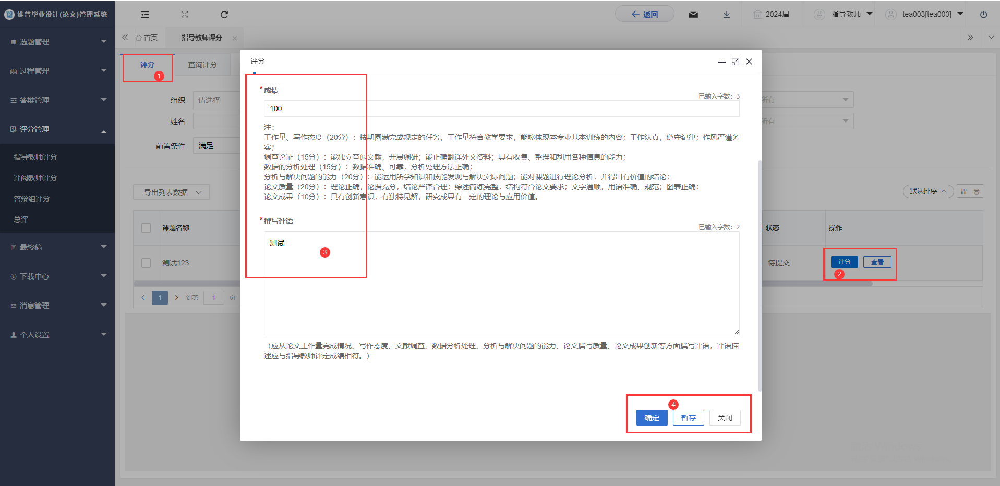 维普毕业设计(论文)管理系统
返回
2024届
指导教师
tea003[tea003]
首页
指导教师评分
选题管理
过程管理
答辩管理
评分管理
指导教师评分
评阅教师评分
答辩组评分
总评
最终稿
下载中心
消息管理
个人设置
评分
1
查询评分
组织
请选择
所有
姓名
所有
前置条件
满足
导出列表数据
默认排序
课题名称
状态
操作
测试123
待提交
评分
查看
2
1
到第
1
页
评分
*成绩
已输入字数：3
100
注：
工作量、写作态度（20分）：按期圆满完成规定的任务，工作量符合教学要求，能够体现本专业基本训练的内容；工作认真，遵守纪律；作风严谨务
实；
调查论证（15分）：能独立查阅文献，开展调研；能正确翻译外文资料；具有收集、整理和利用各种信息的能力；
数据的分析处理（15分）：数据准确、可靠，分析处理方法正确；
分析与解决问题的能力（20分）：能运用所学知识和技能发现与解决实际问题；能对课题进行理论分析，并得出有价值的结论；
论文质量（20分）：理论正确，论据充分，结论严谨合理；综述简练完整，结构符合论文要求；文字通顺，用语准确、规范；图表正确；
论文成果（10分）：具有创新意识，有独特见解，研究成果有一定的理论与应用价值。
*撰写评语
已输入字数：2
测试
3
（应从论文工作量完成情况、写作态度、文献调查、数据分析处理、分析与解决问题的能力、论文撰写质量、论文成果创新等方面撰写评语，评语描
述应与指导教师评定成绩相符。）
4
确定
暂存
关闭